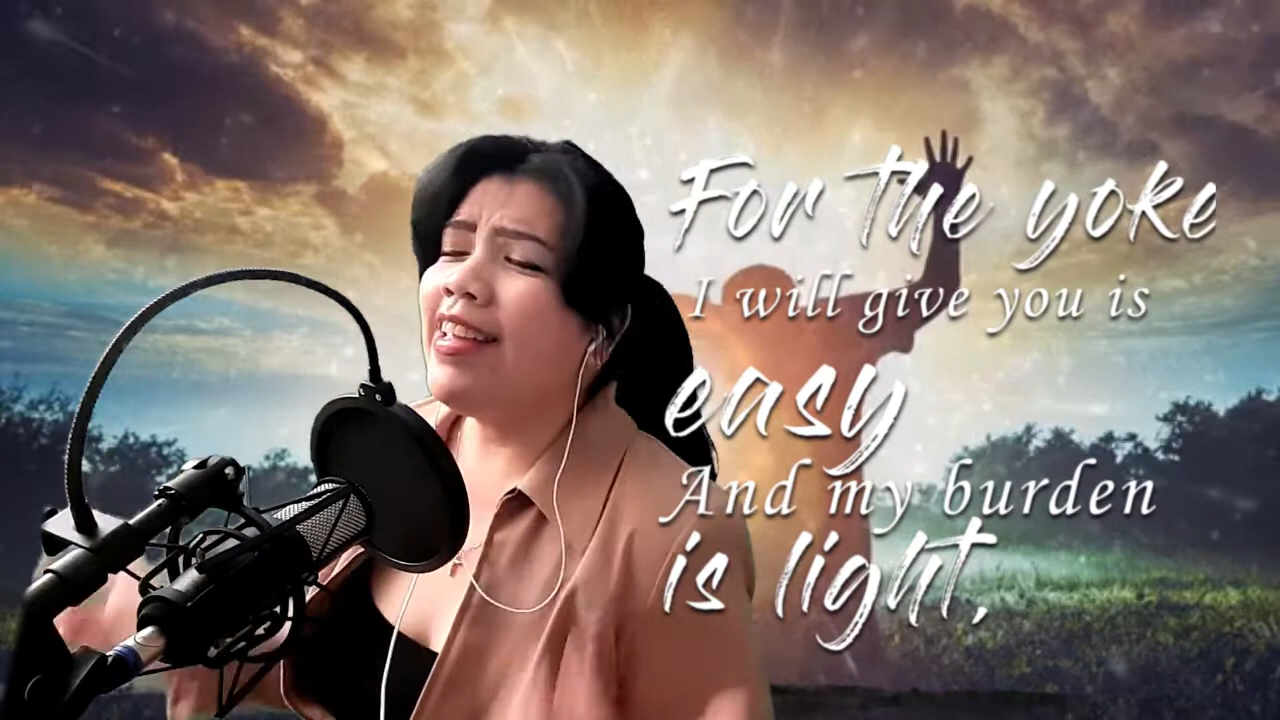 For the yoke
I will give you is
easy
And my burden
is light,